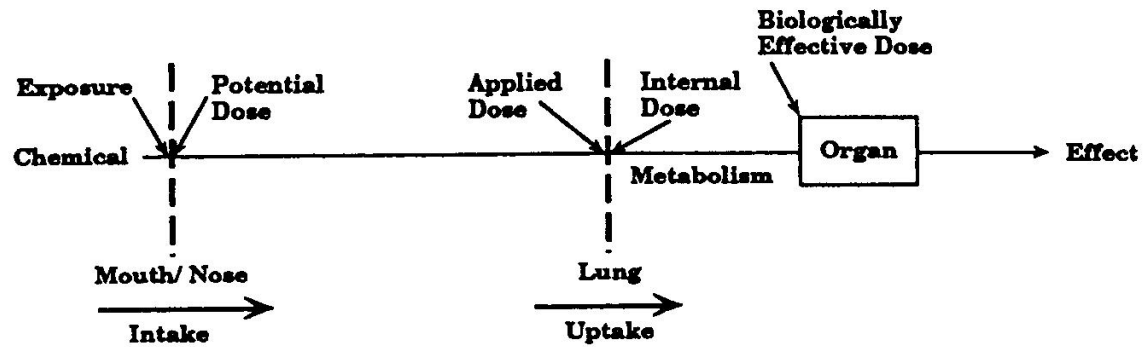 Biologically
Effective Dose
Exposure
Potential
Dose
Applied
Dose
Internal
Dose
Chemical
Organ
Effect
Metabolism
Mouth/ Nose
Lung
Intake
Uptake